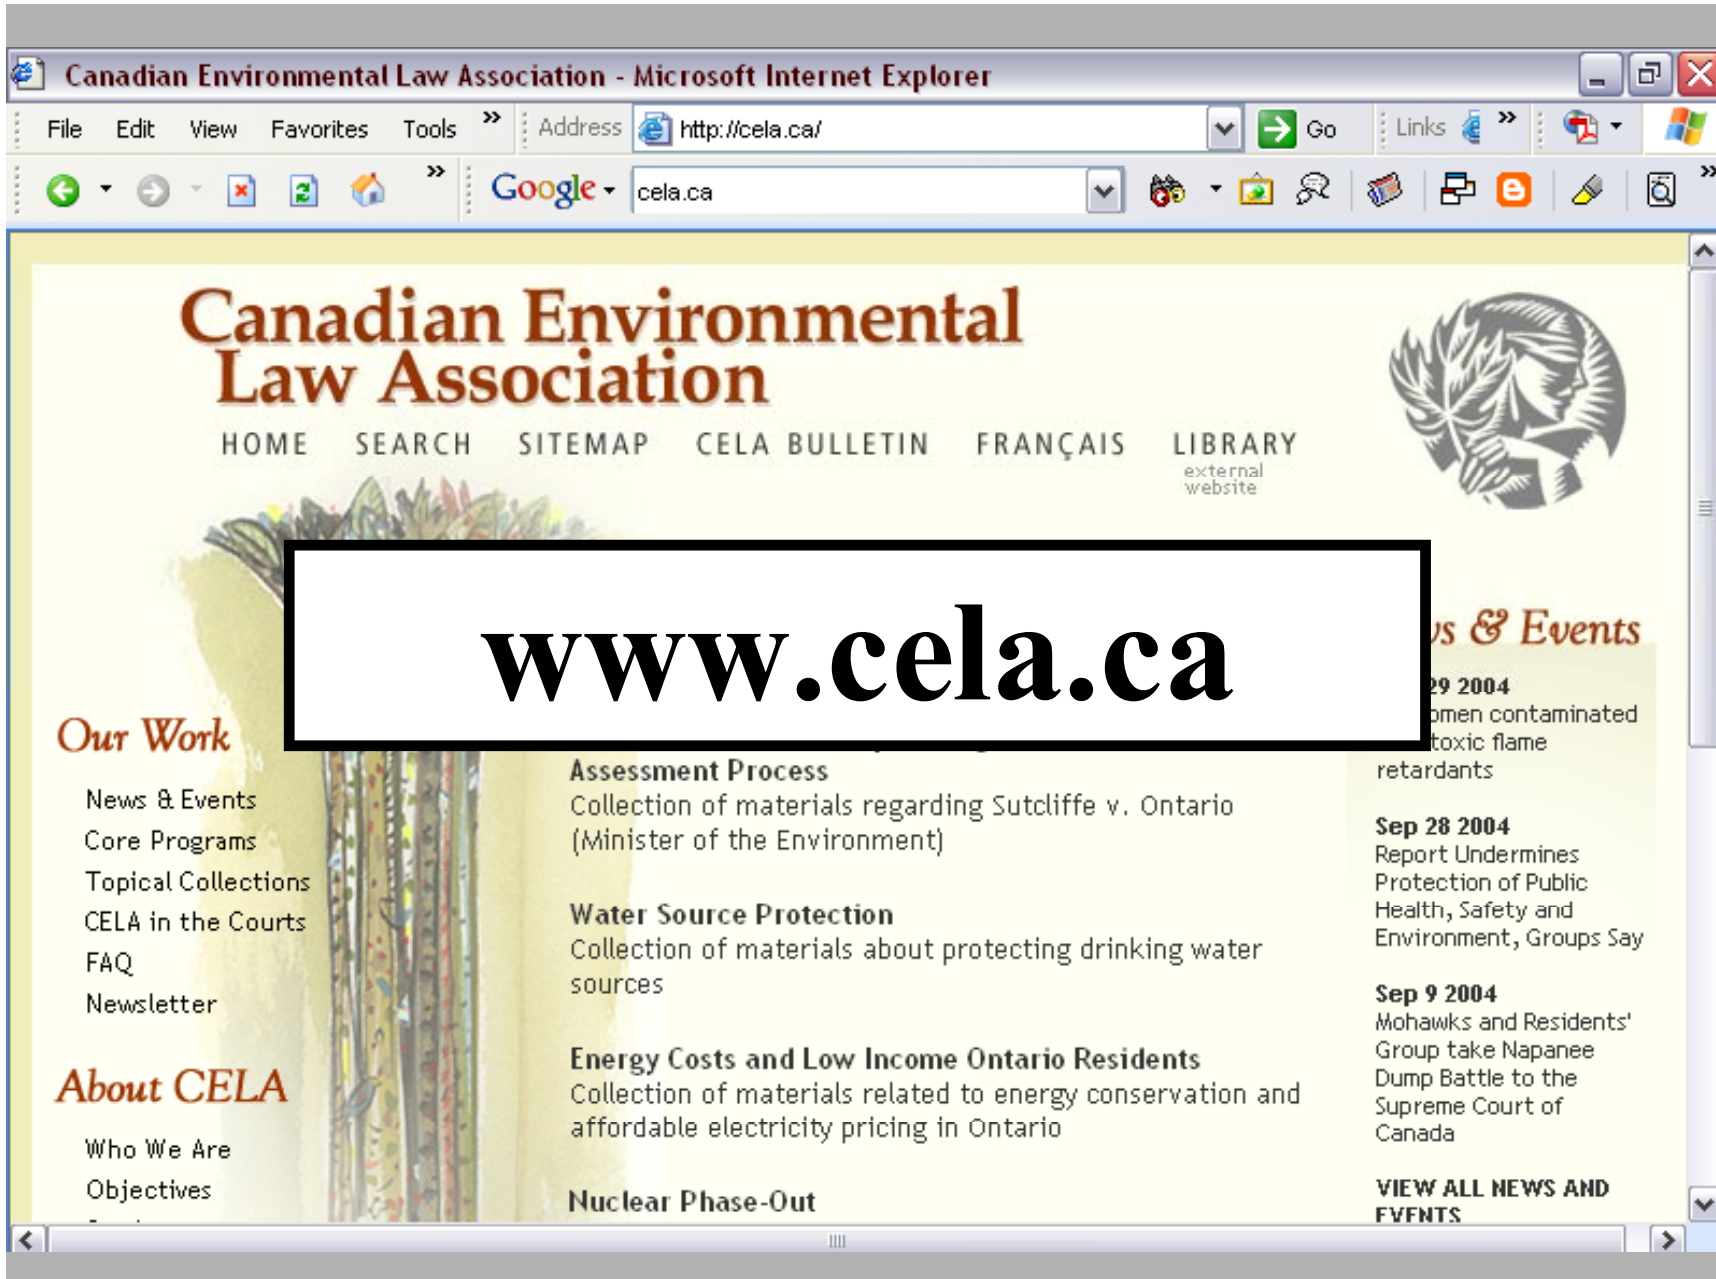 Canadian Environmental Law Association - Microsoft Internet Explorer
File Edit View Favorites Tools » Address http://cela.ca/ Go Links »
» Google cela.ca »
Canadian Environmental
Law Association
HOME SEARCH SITEMAP CELA BULLETIN FRANÇAIS LIBRARY
external
website
www.cela.ca
Our Work
News & Events
Core Programs
Topical Collections
CELA in the Courts
FAQ
Newsletter
About CELA
Who We Are
Objectives
Assessment Process
Collection of materials regarding Sutcliffe v. Ontario
(Minister of the Environment)
Water Source Protection
Collection of materials about protecting drinking water
sources
Energy Costs and Low Income Ontario Residents
Collection of materials related to energy conservation and
affordable electricity pricing in Ontario
Nuclear Phase-Out
& Events
29 2004
contaminated
toxic flame
retardants
Sep 28 2004
Report Undermines
Protection of Public
Health, Safety and
Environment, Groups Say
Sep 9 2004
Mohawks and Residents'
Group take Napanee
Dump Battle to the
Supreme Court of
Canada
VIEW ALL NEWS AND
EVENTS